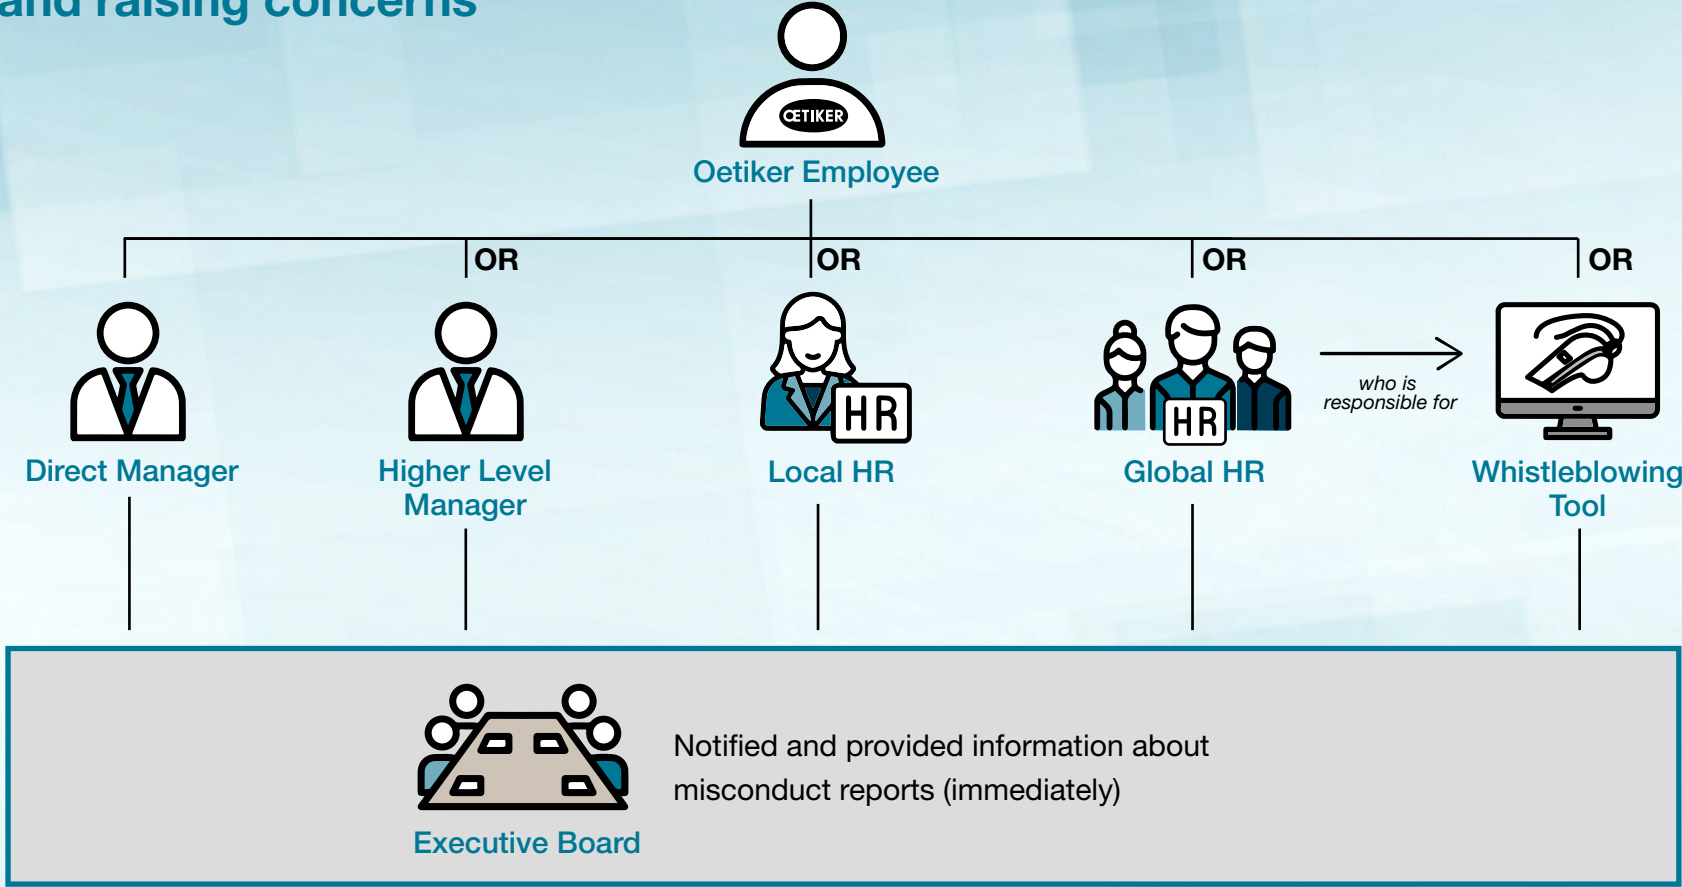 and raising concerns
ŒTIKER
Oetiker Employee
OR
OR
OR
OR
HR
HR
who is
responsible for
Direct Manager
Higher Level
Manager
Local HR
Global HR
Whistleblowing
Tool
Notified and provided information about
misconduct reports (immediately)
Executive Board